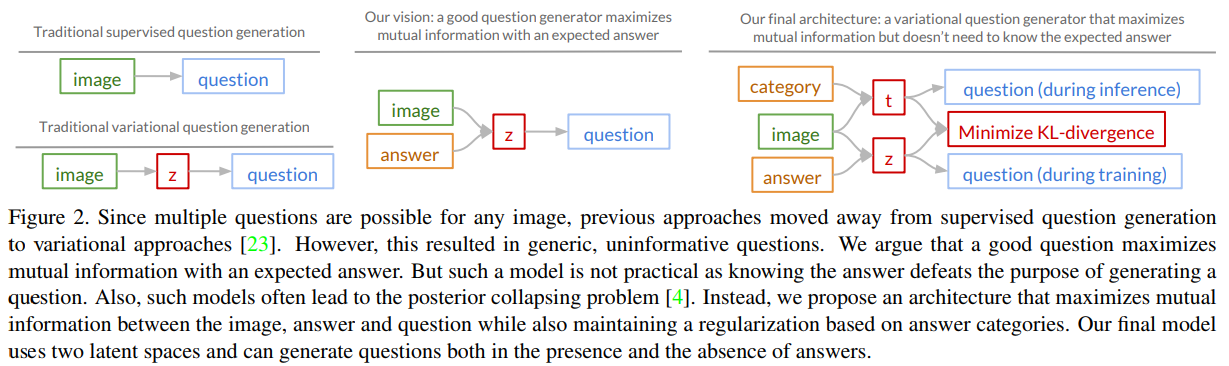 Traditional supervised question generation
image
question
Traditional variational question generation
image
z
question
Our vision: a good question generator maximizes
mutual information with an expected answer
image
answer
z
question
Our final architecture: a variational question generator that maximizes
mutual information but doesn't need to know the expected answer
category
image
answer
t
z
question (during inference)
Minimize KL-divergence
question (during training)
Figure 2. Since multiple questions are possible for any image, previous approaches moved away from supervised question generation
to variational approaches [23]. However, this resulted in generic, uninformative questions. We argue that a good question maximizes
mutual information with an expected answer. But such a model is not practical as knowing the answer defeats the purpose of generating a
question. Also, such models often lead to the posterior collapsing problem [4]. Instead, we propose an architecture that maximizes mutual
information between the image, answer and question while also maintaining a regularization based on answer categories. Our final model
uses two latent spaces and can generate questions both in the presence and the absence of answers.